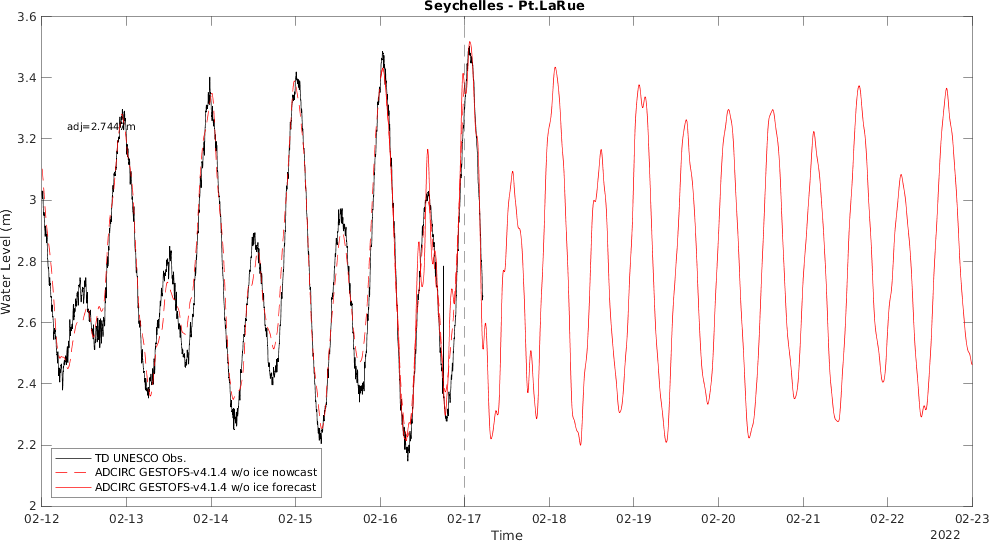 Seychelles - Pt.LaRue
3.6
3.4
3.2
3
2.8
2.6
2.4
2.2
2
Water Level (m)
adj=2.7447m
TD UNESCO Obs.
ADCIRC GESTOFS-v4.1.4 w/o ice nowcast
ADCIRC GESTOFS-v4.1.4 w/o ice forecast
02-12 02-13 02-14 02-15 02-16 02-17 02-18 02-19 02-20 02-21 02-22 02-23
Time
2022